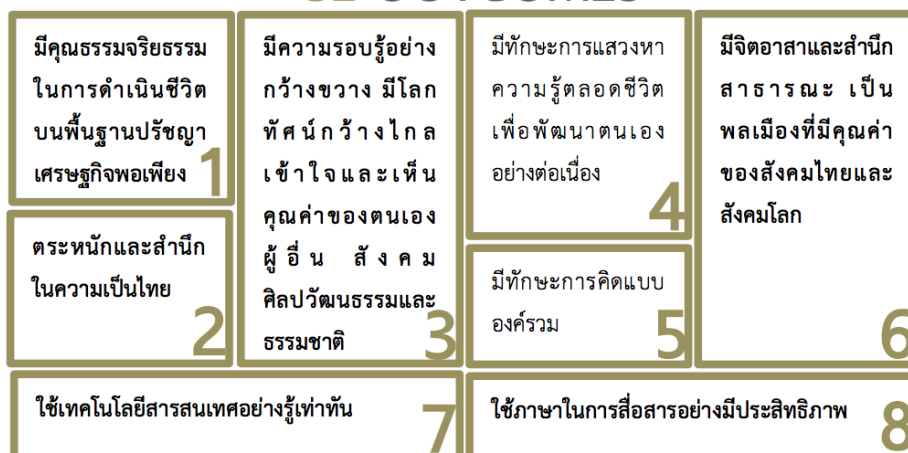 มีคุณธรรมจริยธรรม
ในการดำเนินชีวิต
บนพื้นฐานปรัชญา
เศรษฐกิจพอเพียง
1
ตระหนักและสำนึก
ในความเป็นไทย
2
มีความรอบรู้อย่าง
กว้างขวาง มีโลก
ทัศน์กว้างไกล
เข้าใจและเห็น
คุณค่าของตนเอง
ผู้อื่น สังคม
ศิลปวัฒนธรรมและ
ธรรมชาติ
3
มีทักษะการแสวงหา
ความรู้ตลอดชีวิต
เพื่อพัฒนาตนเอง
อย่างต่อเนื่อง
4
มีทักษะการคิดแบบ
องค์รวม
5
มีจิตอาสาและสำนึก
สาธารณะ เป็น
พลเมืองที่มีคุณค่า
ของสังคมไทยและ
สังคมโลก
6
ใช้เทคโนโลยีสารสนเทศอย่างรู้เท่าทัน
7
ใช้ภาษาในการสื่อสารอย่างมีประสิทธิภาพ
8